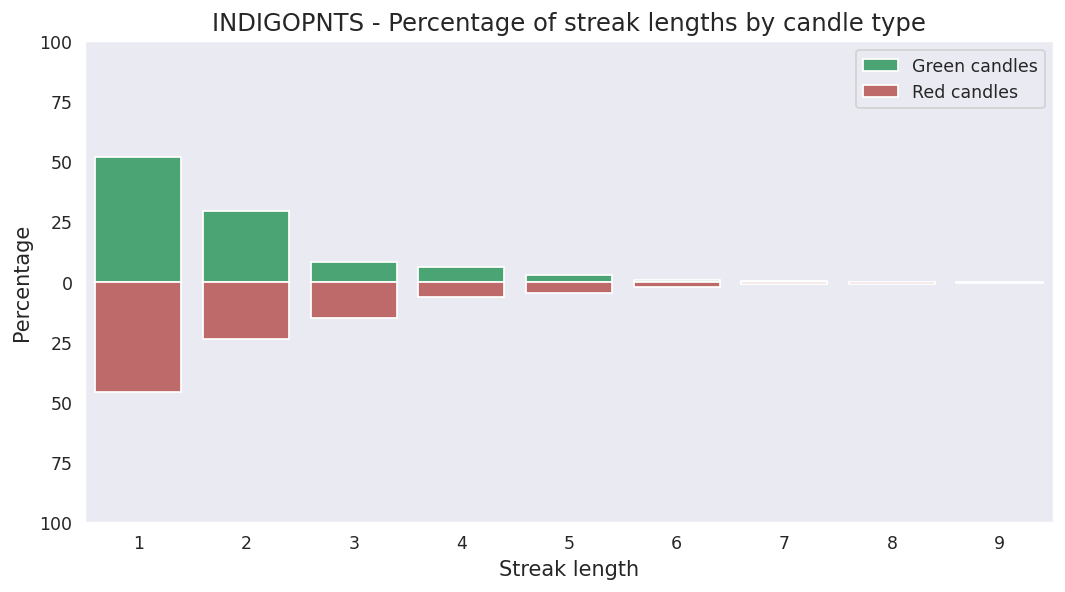 INDIGOPNTS - Percentage of streak lengths by candle type
Green candles
Red candles
Percentage
100
75
50
25
0
25
50
75
100
1 2 3 4 5 6 7 8 9
Streak length